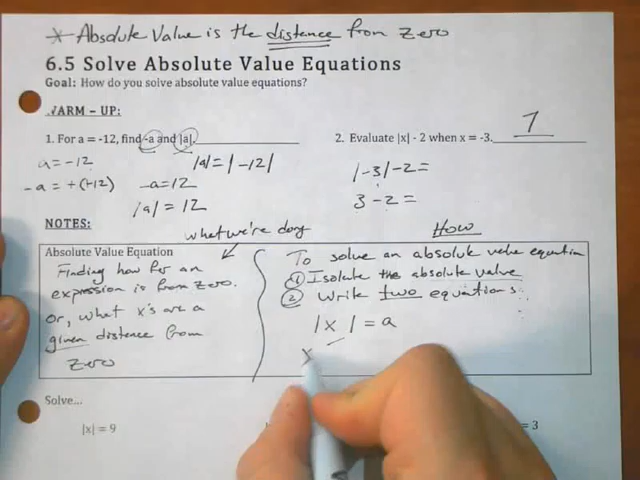 * Absolute Value is the distance from zero
6.5 Solve Absolute Value Equations
Goal: How do you solve absolute value equations?
WARM – UP:
1. For a = -12, find -a and |a|.
2. Evaluate |x| - 2 when x = -3. 1
a = -12
|a| = |-12|
|-3| - 2 =
-a = +(+12)
-a = 12
3 - 2 =
|a| = 12
NOTES:
what we're doing
How
Absolute Value Equation
Finding how far an
expression is from zero.
or, what x's are a
given distance from
zero
To solve an absolute value equation
① Isolate the absolute value
② Write two equations.
|x| = a
x
Solve...
|x| = 9
= 3